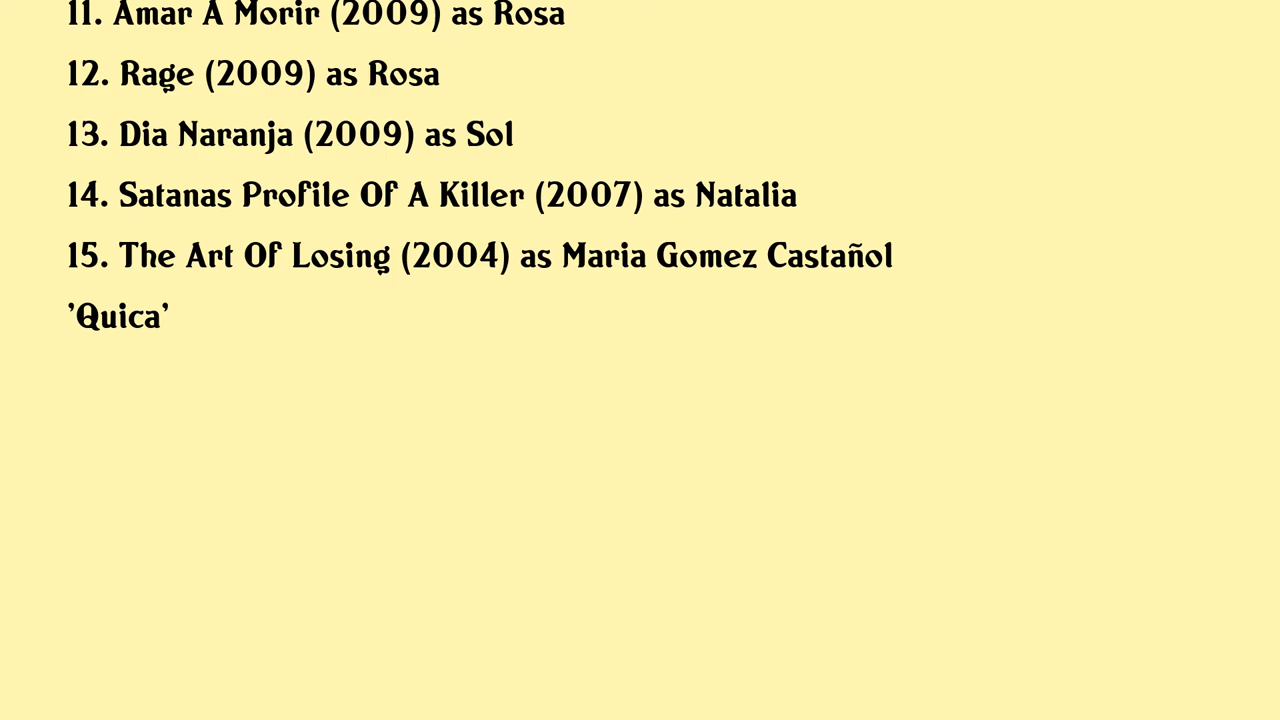 11. Amar A Morir (2009) as Rosa
12. Rage (2009) as Rosa
13. Dia Naranja (2009) as Sol
14. Satanas Profile Of A Killer (2007) as Natalia
15. The Art Of Losing (2004) as Maria Gomez Castañol
'Quica'